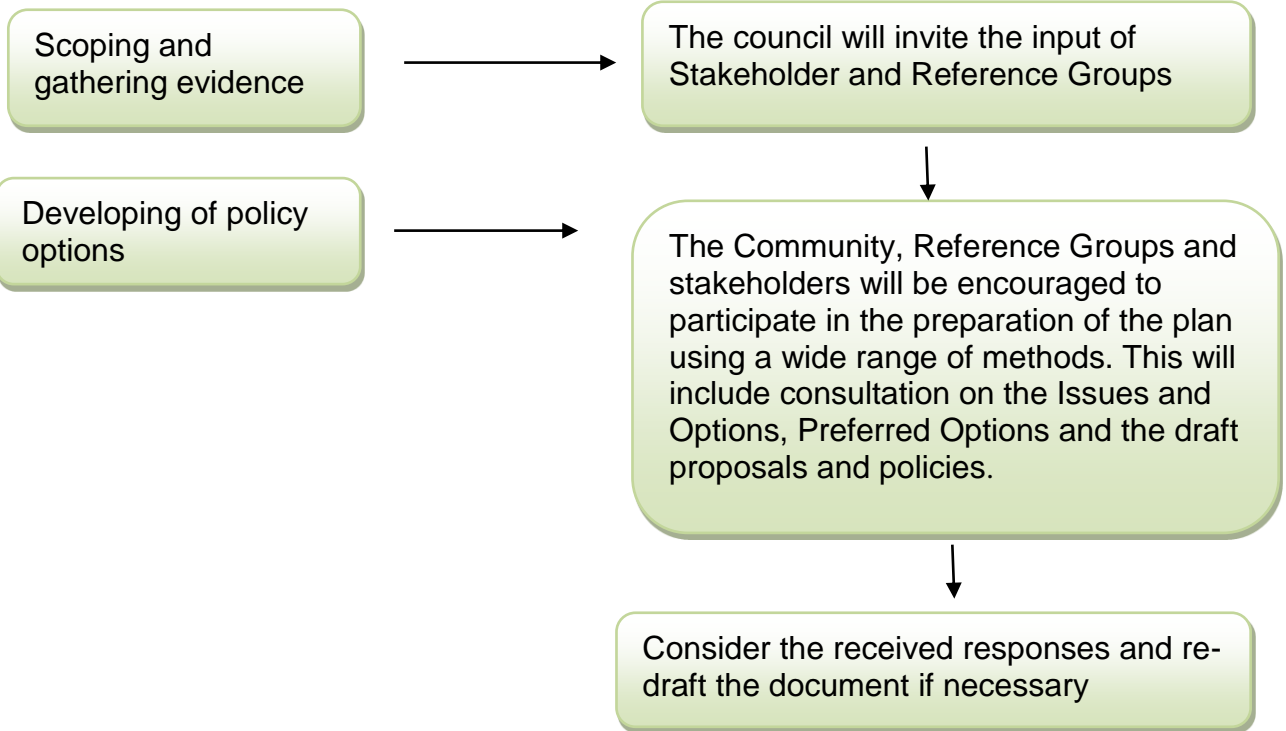 Scoping and
gathering evidence
The council will invite the input of
Stakeholder and Reference Groups
Developing of policy
options
The Community, Reference Groups and
stakeholders will be encouraged to
participate in the preparation of the plan
using a wide range of methods. This will
include consultation on the Issues and
Options, Preferred Options and the draft
proposals and policies.
Consider the received responses and re-
draft the document if necessary